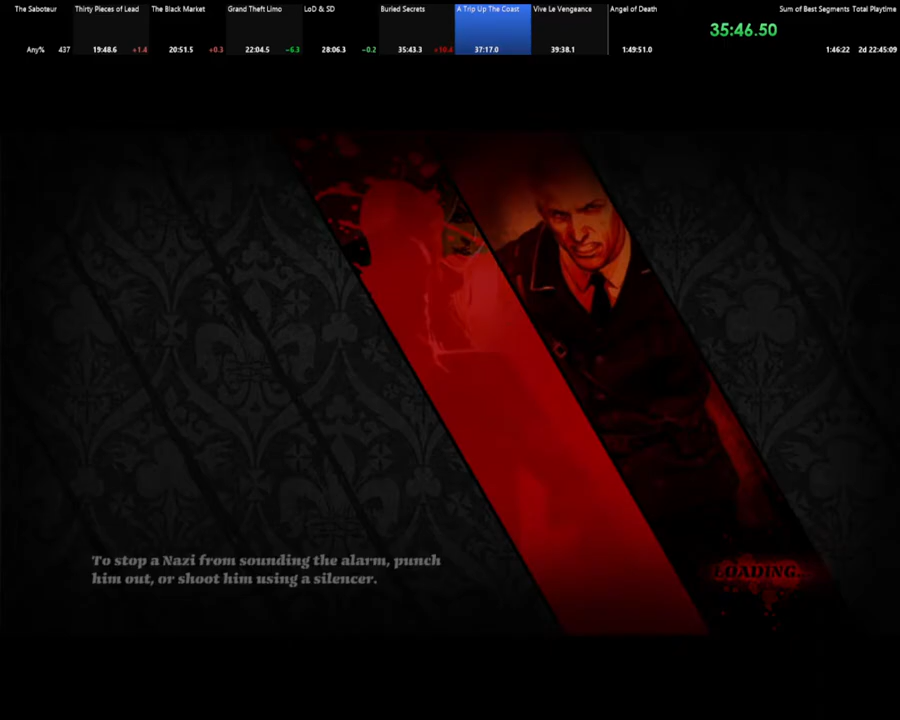 The Saboteur
Thirty Pieces of Lead
The Black Market
Grand Theft Limo
LoD & SD
Buried Secrets
A Trip Up The Coast
Vive Le Vengeance
Angel of Death
Sum of Best Segments
Total Playtime
35:46.50
Any%
437
19:48.6
+1.4
20:51.5
+0.3
22:04.5
−6.3
28:06.3
−0.2
35:43.3
+10.4
37:17.0
39:38.1
1:49:51.0
1:46:22
2d 22:45:09
To stop a Nazi from sounding the alarm, punch
him out, or shoot him using a silencer.
LOADING.